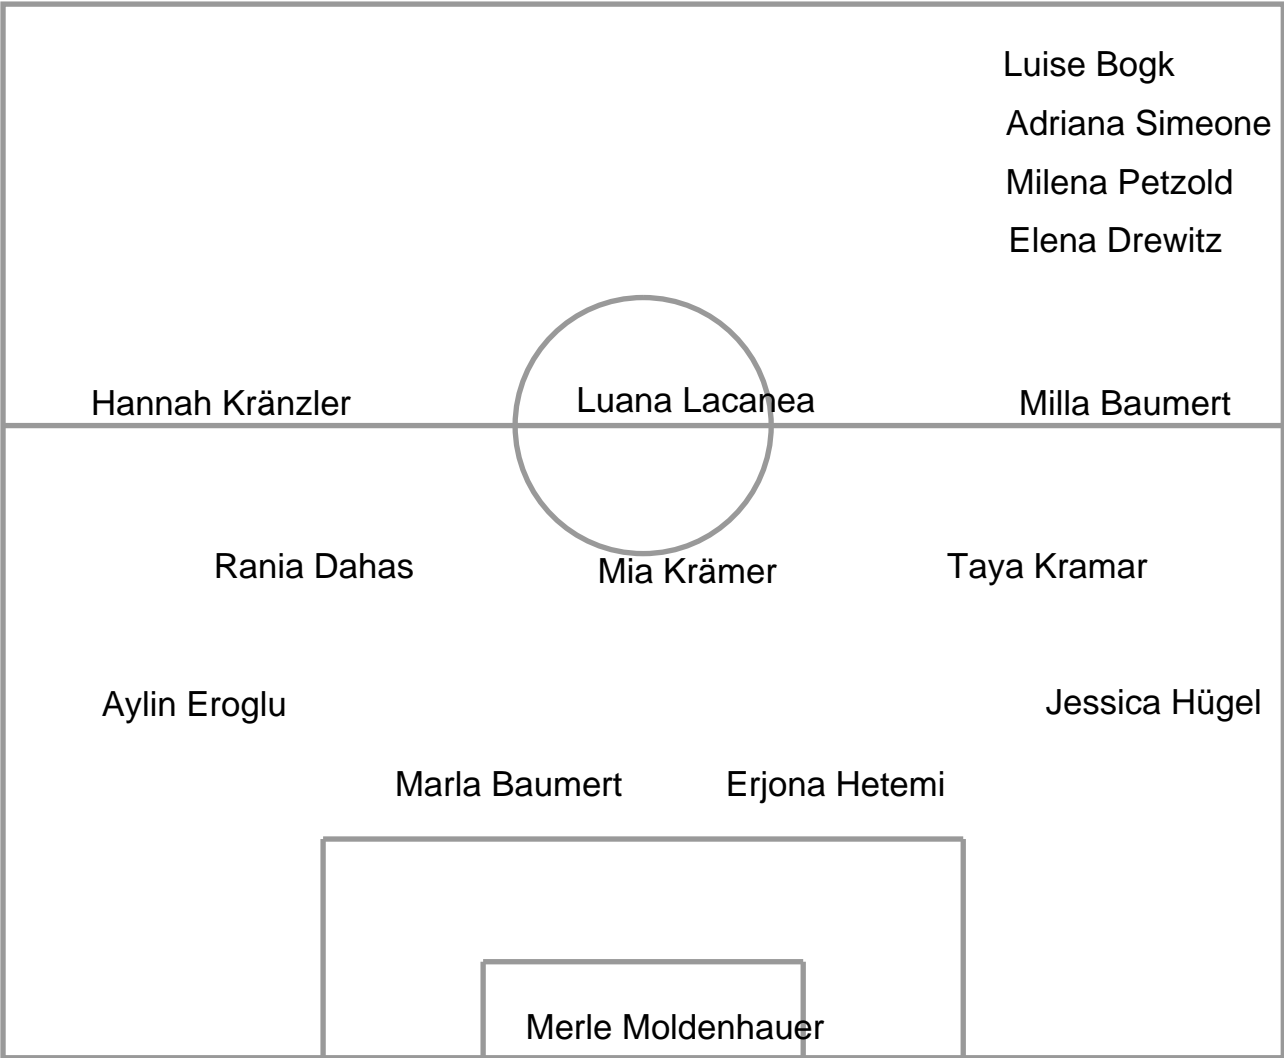 Luise Bogk
Adriana Simeone
Milena Petzold
Elena Drewitz
Hannah Kränzler
Luana Lacanea
Milla Baumert
Rania Dahas
Mia Krämer
Taya Kramar
Aylin Eroglu
Jessica Hügel
Marla Baumert
Erjona Hetemi
Merle Moldenhauer